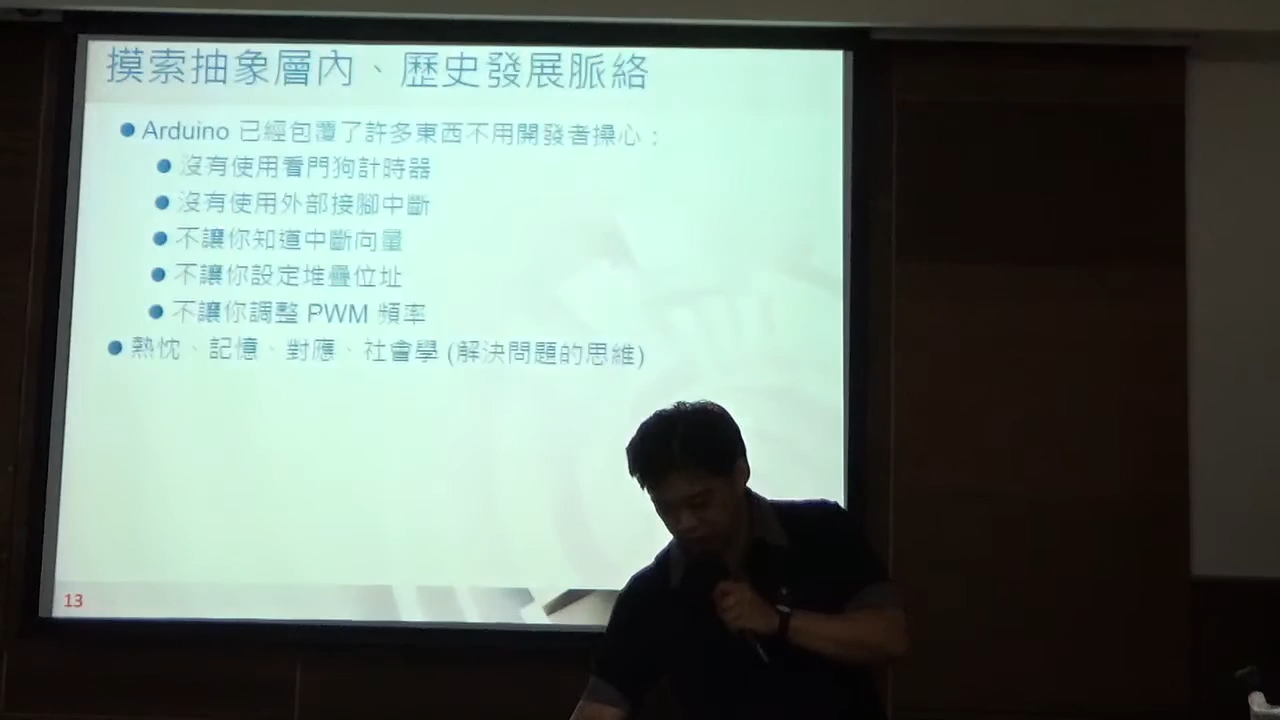 摸索抽象層內、歷史發展脈絡
Arduino 已經包覆了許多東西不用開發者操心：
沒有使用看門狗計時器
沒有使用外部接腳中斷
不讓你知道中斷向量
不讓你設定堆疊位址
不讓你調整 PWM 頻率
熱忱、記憶、對應、社會學 (解決問題的思維)
13